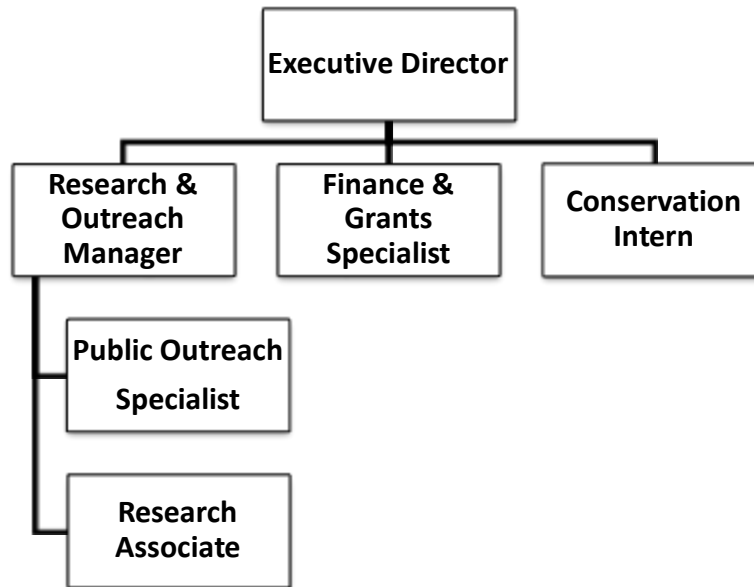 Executive Director
Research &
Outreach
Manager
Finance &
Grants
Specialist
Conservation
Intern
Public Outreach
Specialist
Research
Associate